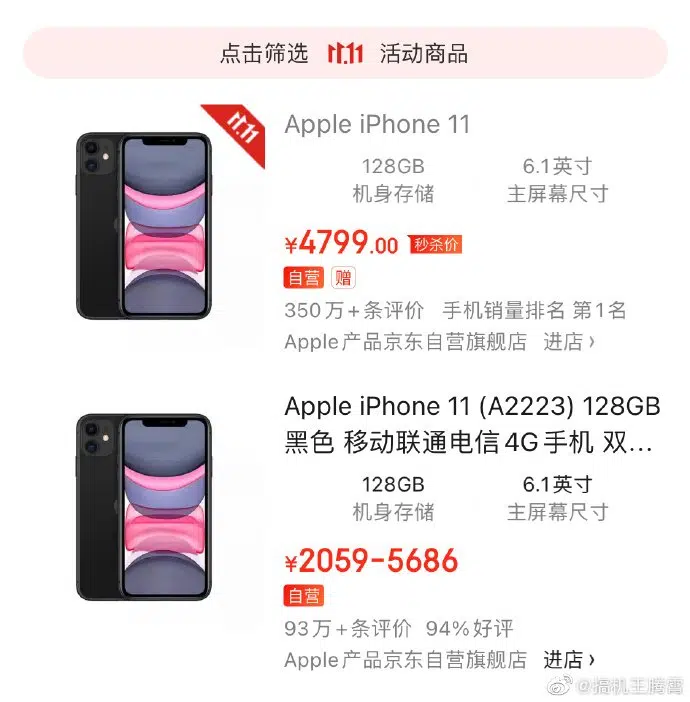 点击筛选 11.11 活动商品
11.11
Apple iPhone 11
128GB 6.1英寸
机身存储 主屏幕尺寸
¥4799.00 秒杀价
自营 赠
350万+条评价 手机销量排名 第1名
Apple产品京东自营旗舰店 进店›
Apple iPhone 11 (A2223) 128GB
黑色 移动联通电信4G手机 双...
128GB 6.1英寸
机身存储 主屏幕尺寸
¥2059-5686
自营
93万+条评价 94%好评
Apple产品京东自营旗舰店 进店›
@搞机王腾霄